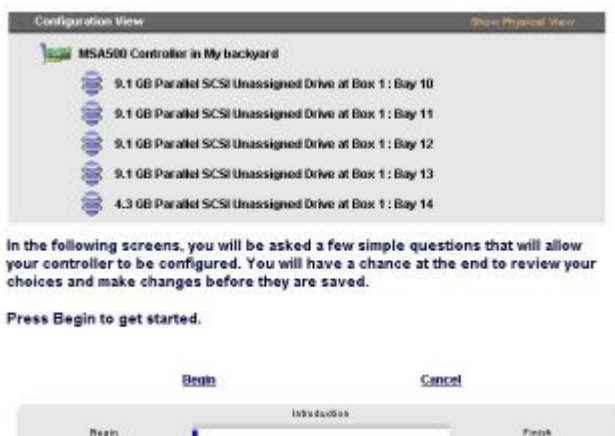 Configuration View Show Physical View
MSA500 Controller in My backyard
9.1 GB Parallel SCSI Unassigned Drive at Box 1 : Bay 10
9.1 GB Parallel SCSI Unassigned Drive at Box 1 : Bay 11
9.1 GB Parallel SCSI Unassigned Drive at Box 1 : Bay 12
9.1 GB Parallel SCSI Unassigned Drive at Box 1 : Bay 13
4.3 GB Parallel SCSI Unassigned Drive at Box 1 : Bay 14
In the following screens, you will be asked a few simple questions that will allow
your controller to be configured. You will have a chance at the end to review your
choices and make changes before they are saved.
Press Begin to get started.
Begin Cancel
Introduction
Begin Finish